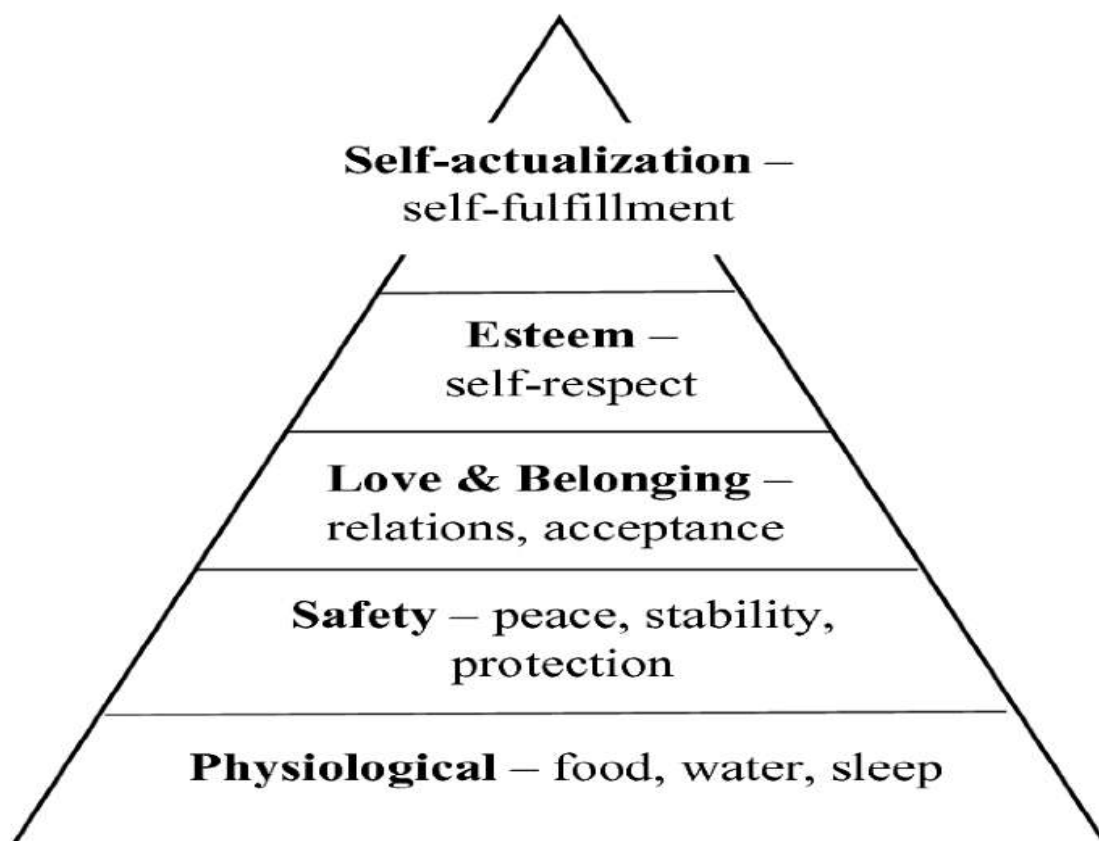 Self-actualization –
self-fulfillment
Esteem –
self-respect
Love & Belonging –
relations, acceptance
Safety – peace, stability,
protection
Physiological – food, water, sleep